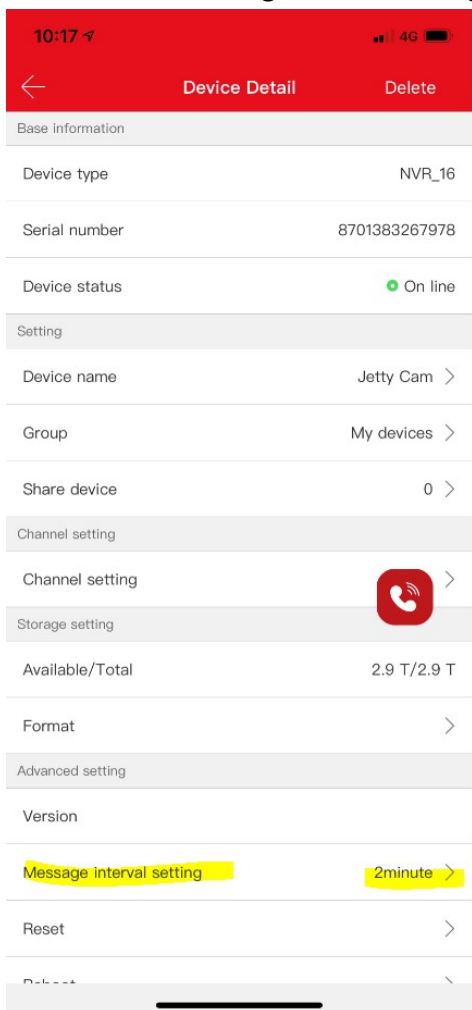 10:17
4G
Device Detail Delete
Base information
Device type NVR_16
Serial number 8701383267978
Device status On line
Setting
Device name Jetty Cam
Group My devices
Share device 0
Channel setting
Channel setting
Storage setting
Available/Total 2.9 T/2.9 T
Format
Advanced setting
Version
Message interval setting 2minute
Reset